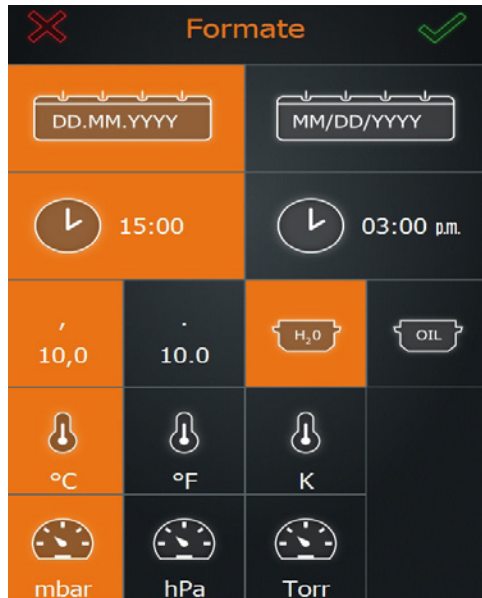 Formate
DD.MM.YYYY MM/DD/YYYY
15:00 03:00 p.m.
, . H₂0 OIL
10,0 10.0
°C °F K
mbar hPa Torr